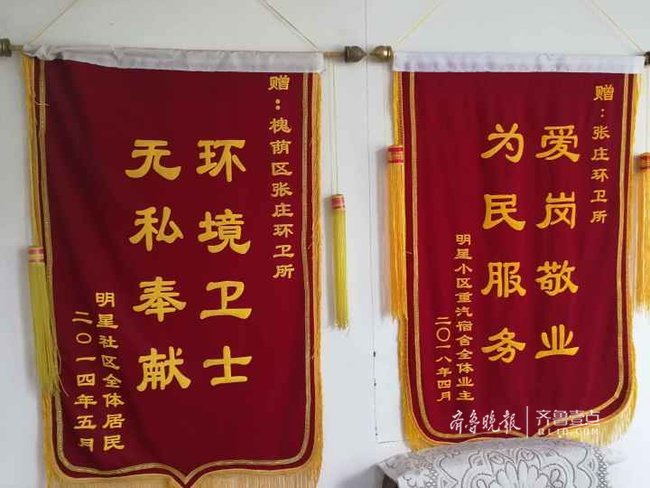 赠：槐荫区张庄环卫所
环境卫士
无私奉献
明星社区全体居民
二〇一四年五月
赠：张庄环卫所
爱岗敬业
为民服务
明星小区重汽宿舍全体业主
二〇一八年四月
齐鲁晚报 齐鲁壹点
QLID.COM